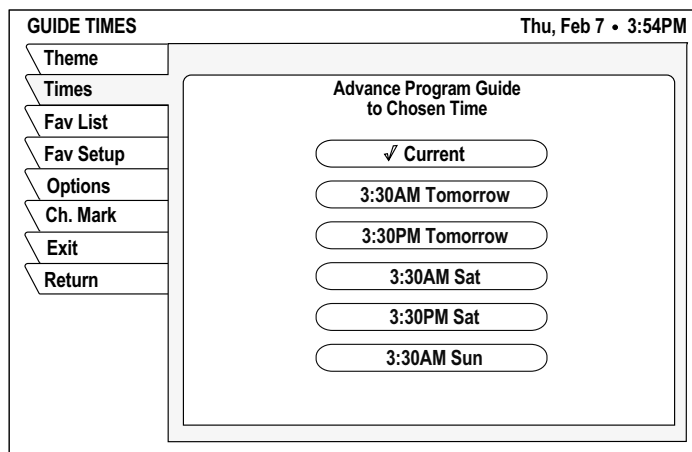 GUIDE TIMES
Thu, Feb 7 • 3:54PM
Theme
Times
Fav List
Fav Setup
Options
Ch. Mark
Exit
Return
Advance Program Guide
to Chosen Time
✓ Current
3:30AM Tomorrow
3:30PM Tomorrow
3:30AM Sat
3:30PM Sat
3:30AM Sun